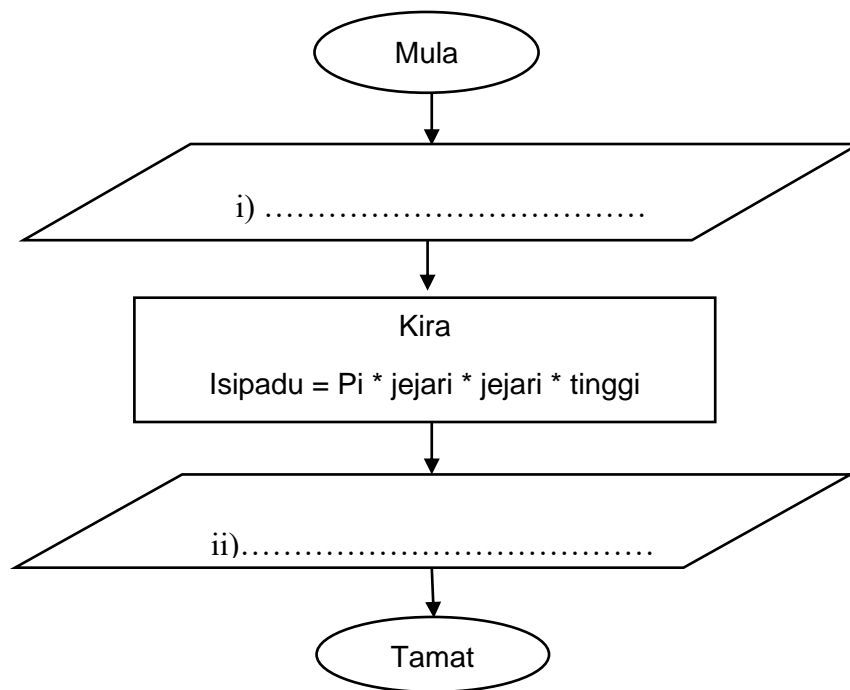 Mula
i) ....................................
Kira
Isipadu = Pi * jejari * jejari * tinggi
ii).......................................
Tamat